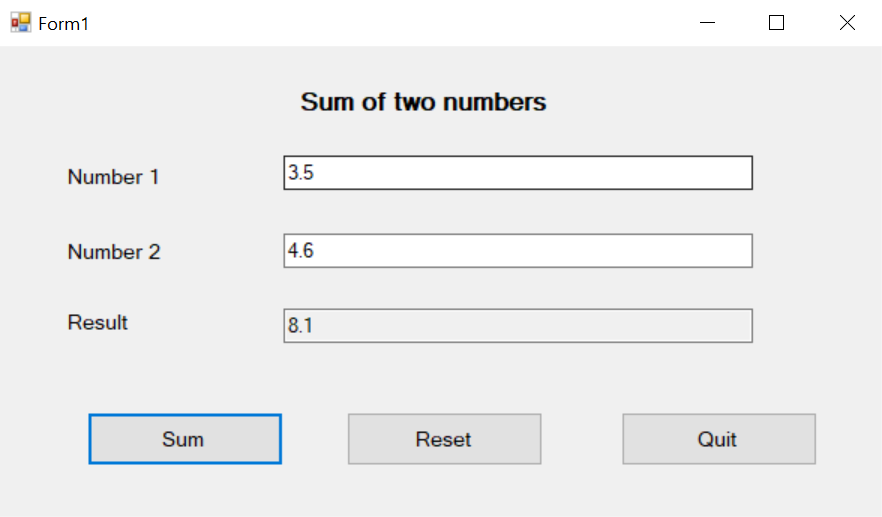 Form1
Sum of two numbers
Number 1 3.5
Number 2 4.6
Result 8.1
Sum Reset Quit